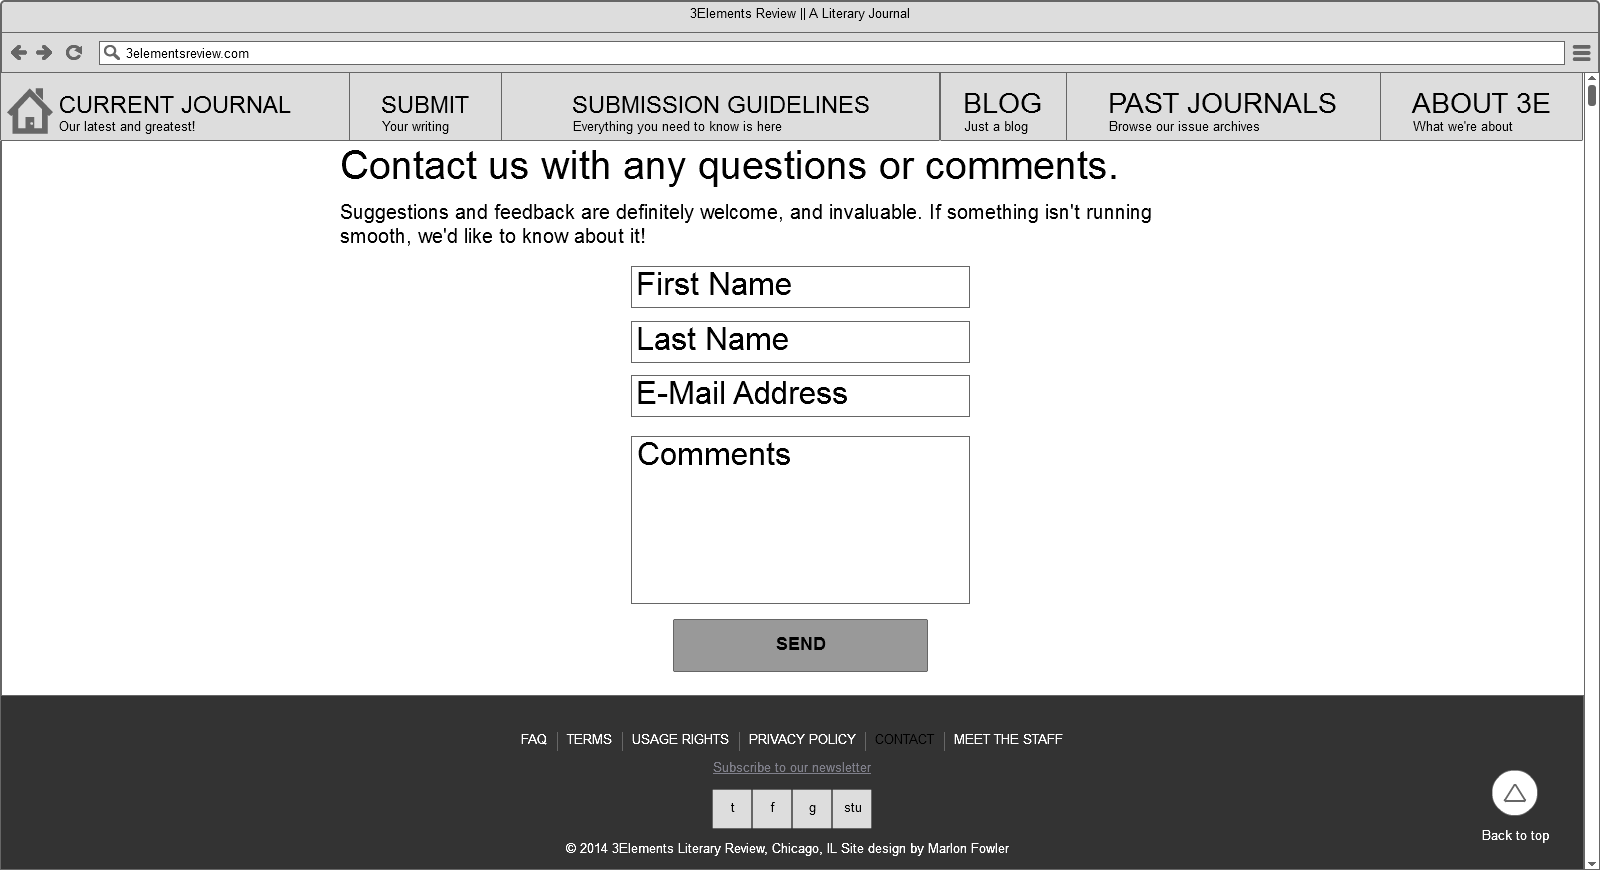 3Elements Review || A Literary Journal
3elementsreview.com
CURRENT JOURNAL
Our latest and greatest!
SUBMIT
Your writing
SUBMISSION GUIDELINES
Everything you need to know is here
BLOG
Just a blog
PAST JOURNALS
Browse our issue archives
ABOUT 3E
What we're about
Contact us with any questions or comments.
Suggestions and feedback are definitely welcome, and invaluable. If something isn't running
smooth, we'd like to know about it!
First Name
Last Name
E-Mail Address
Comments
SEND
FAQ TERMS USAGE RIGHTS PRIVACY POLICY CONTACT MEET THE STAFF
Subscribe to our newsletter
t f g stu
Back to top
© 2014 3Elements Literary Review, Chicago, IL Site design by Marlon Fowler